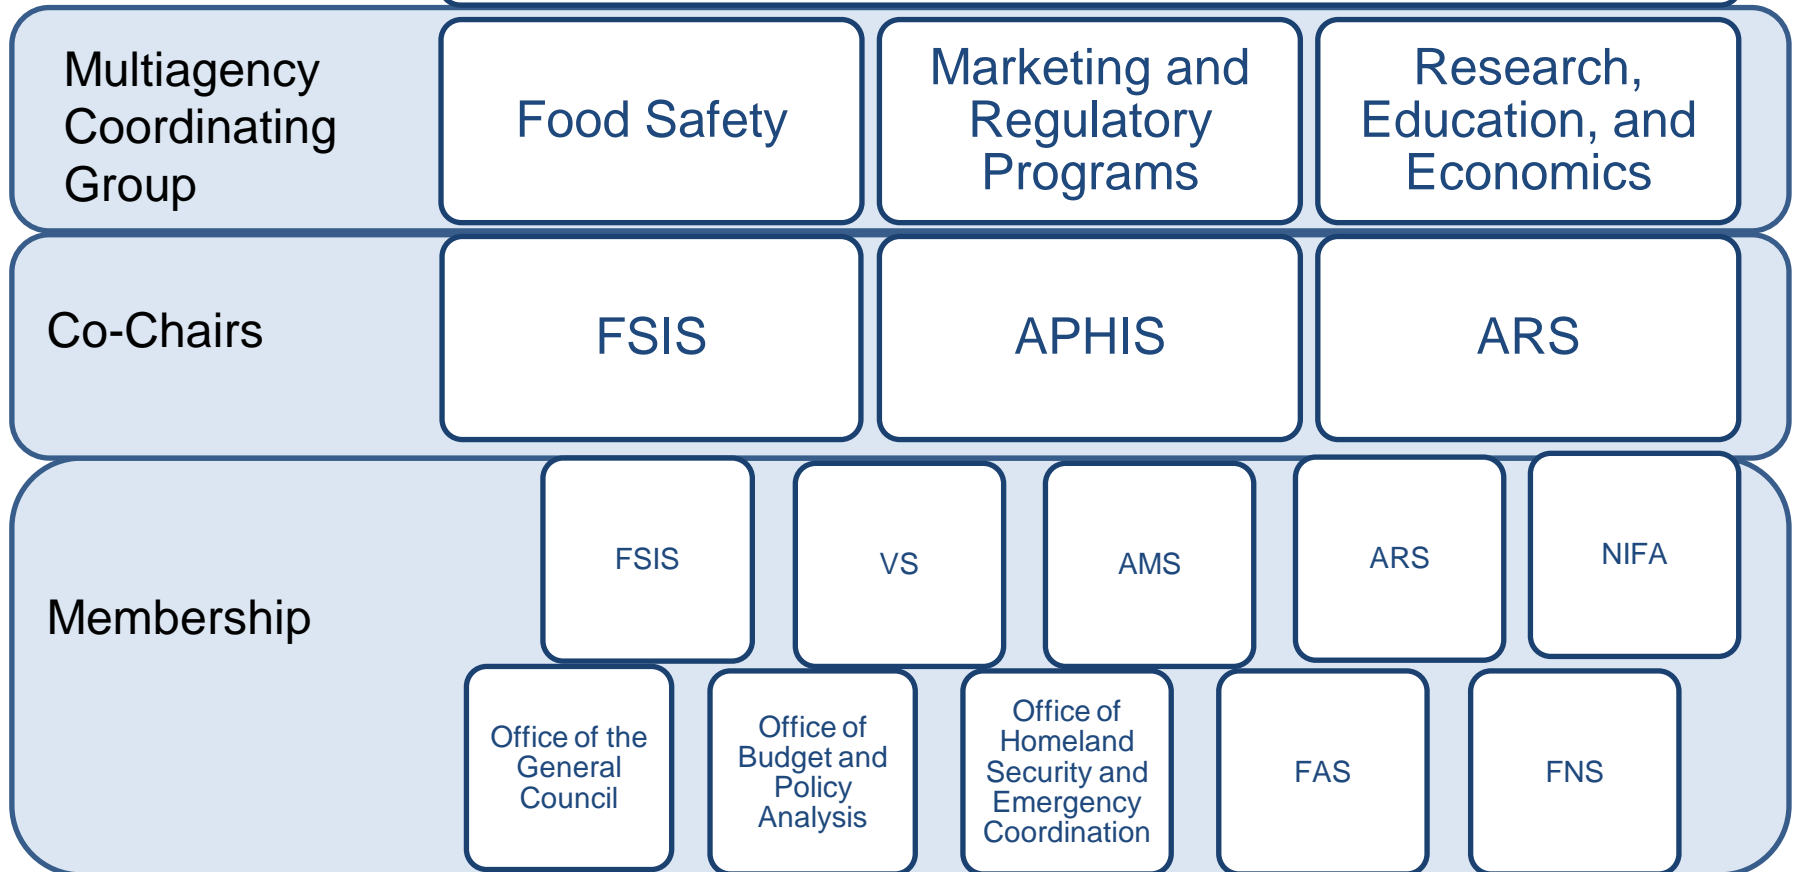 Multiagency
Coordinating
Group
Food Safety
Marketing and
Regulatory
Programs
Research,
Education, and
Economics
Co-Chairs
FSIS
APHIS
ARS
Membership
FSIS
VS
AMS
ARS
NIFA
Office of the
General
Council
Office of
Budget and
Policy
Analysis
Office of
Homeland
Security and
Emergency
Coordination
FAS
FNS